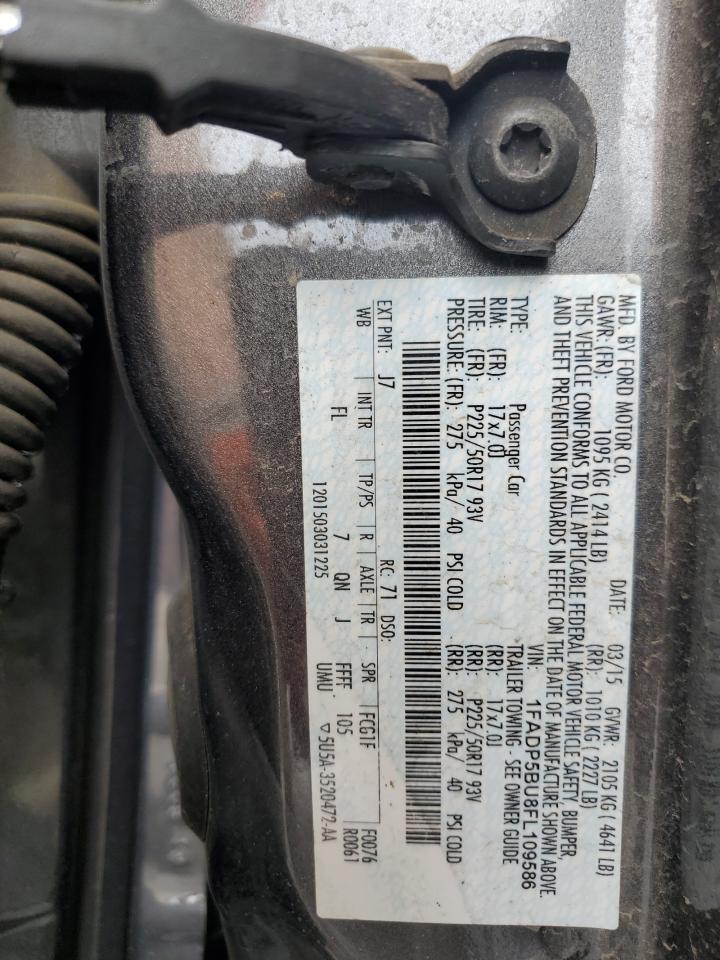 MFD. BY FORD MOTOR CO.
DATE: 03/15 GVWR: 2105 KG ( 4641 LB)
GAWR: (FR): 1095 KG ( 2414 LB) (RR): 1010 KG ( 2227 LB)
THIS VEHICLE CONFORMS TO ALL APPLICABLE FEDERAL MOTOR VEHICLE SAFETY, BUMPER,
AND THEFT PREVENTION STANDARDS IN EFFECT ON THE DATE OF MANUFACTURE SHOWN ABOVE.
VIN: 1FADP5BU8FL109586
TYPE: Passenger Car TRAILER TOWING - SEE OWNER GUIDE
RIM: (FR): 17x7.0J (RR): 17x7.0J
TIRE: (FR): P225/50R17 93V (RR): P225/50R17 93V
PRESSURE: (FR): 275 kPa/ 40 PSI COLD (RR): 275 kPa/ 40 PSI COLD
EXT PNT: J7 RC: 71 DSO:
F0076
R0061
WB INT TR TP/PS R AXLE TR SPR FCG1F
FL 7 QN J FFFF 105
UMU
1201503031225 ▽5U5A-3520472-AA